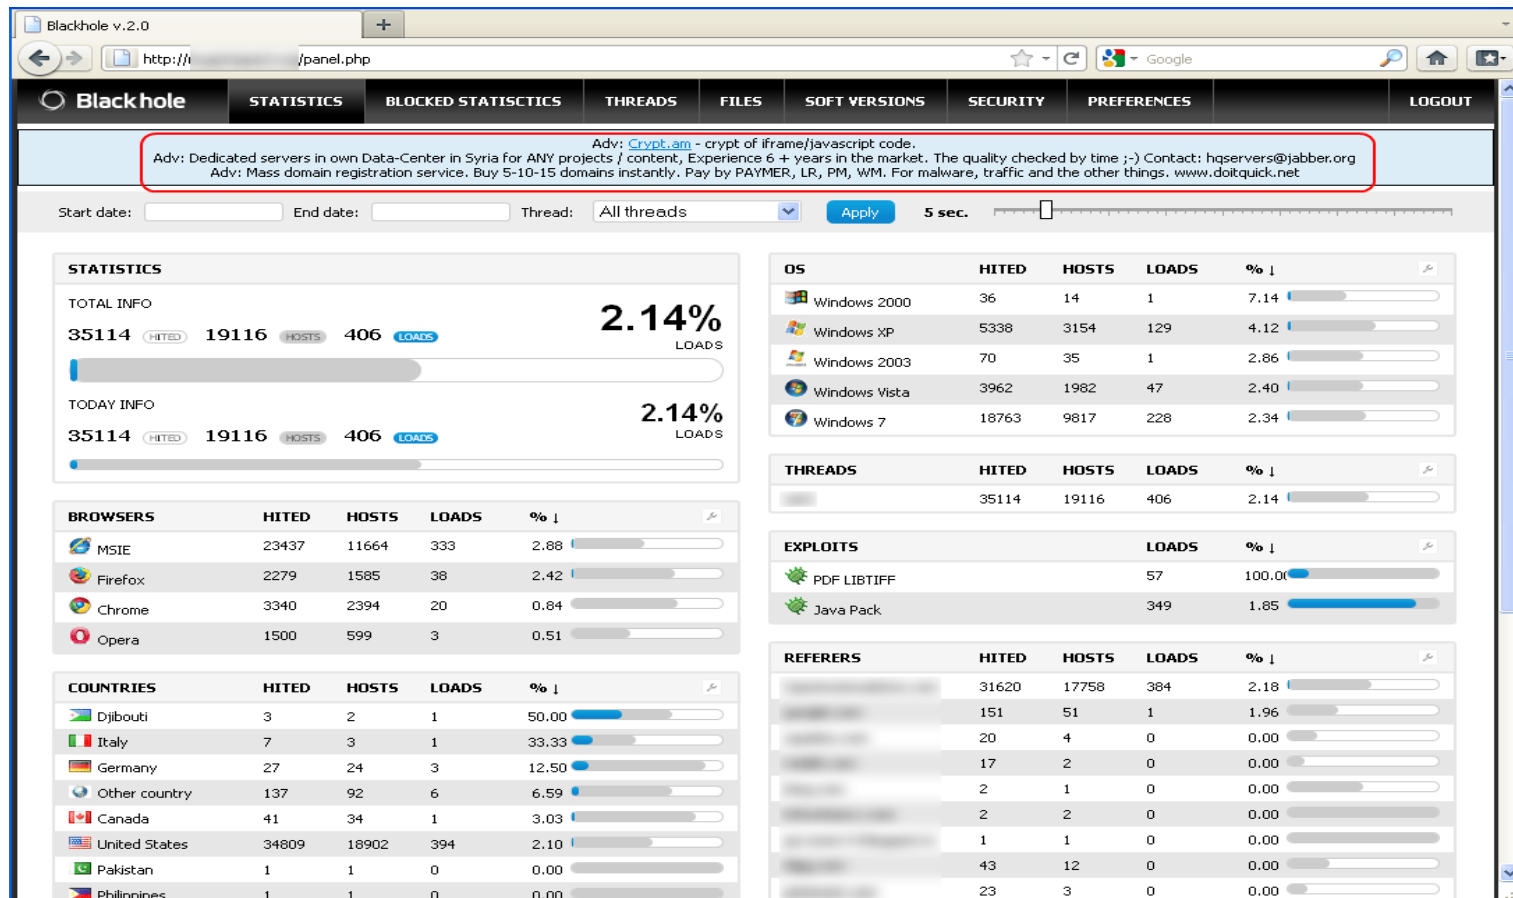 Blackhole v.2.0
http:// /panel.php
Google
Blackhole STATISTICS BLOCKED STATISCTICS THREADS FILES SOFT VERSIONS SECURITY PREFERENCES LOGOUT
Adv: Crypt.am - crypt of iframe/javascript code.
Adv: Dedicated servers in own Data-Center in Syria for ANY projects / content, Experience 6 + years in the market. The quality checked by time ;-) Contact: hqservers@jabber.org
Adv: Mass domain registration service. Buy 5-10-15 domains instantly. Pay by PAYMER, LR, PM, WM. For malware, traffic and the other things. www.doitquick.net
Start date: End date: Thread: All threads Apply 5 sec.
STATISTICS
TOTAL INFO
35114 HITED 19116 HOSTS 406 LOADS
2.14%
LOADS
TODAY INFO
35114 HITED 19116 HOSTS 406 LOADS
2.14%
LOADS
BROWSERS HITED HOSTS LOADS % ↓
MSIE 23437 11664 333 2.88
Firefox 2279 1585 38 2.42
Chrome 3340 2394 20 0.84
Opera 1500 599 3 0.51
COUNTRIES HITED HOSTS LOADS % ↓
Djibouti 3 2 1 50.00
Italy 7 3 1 33.33
Germany 27 24 3 12.50
Other country 137 92 6 6.59
Canada 41 34 1 3.03
United States 34809 18902 394 2.10
Pakistan 1 1 0 0.00
Philippines 1 1 0 0.00
OS HITED HOSTS LOADS % ↓
Windows 2000 36 14 1 7.14
Windows XP 5338 3154 129 4.12
Windows 2003 70 35 1 2.86
Windows Vista 3962 1982 47 2.40
Windows 7 18763 9817 228 2.34
THREADS HITED HOSTS LOADS % ↓
35114 19116 406 2.14
EXPLOITS LOADS % ↓
PDF LIBTIFF 57 100.00
Java Pack 349 1.85
REFERERS HITED HOSTS LOADS % ↓
31620 17758 384 2.18
151 51 1 1.96
20 4 0 0.00
17 2 0 0.00
2 1 0 0.00
2 2 0 0.00
1 1 0 0.00
43 12 0 0.00
23 3 0 0.00